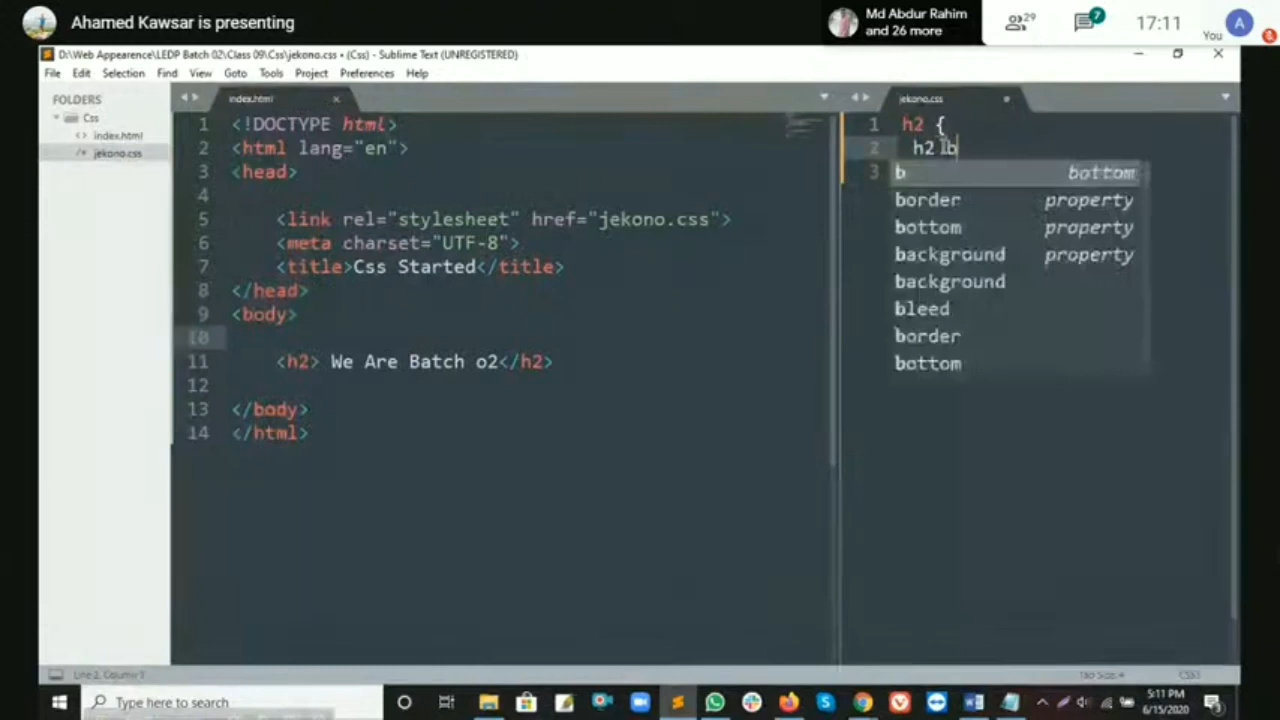 Ahamed Kawsar is presenting
Md Abdur Rahim
and 26 more
29
7
17:11
You
A
D:\Web Appearence\LEDP Batch 02\Class 09\Css\jekono.css • (Css) - Sublime Text (UNREGISTERED)
File Edit Selection Find View Goto Tools Project Preferences Help
FOLDERS
Css
<> index.html
/* jekono.css
index.html
1 <!DOCTYPE html>
2 <html lang="en">
3 <head>
4
5 <link rel="stylesheet" href="jekono.css">
6 <meta charset="UTF-8">
7 <title>Css Started</title>
8 </head>
9 <body>
10
11 <h2> We Are Batch o2</h2>
12
13 </body>
14 </html>
jekono.css
1 h2 {
2 h2 b
3
b bottom
border property
bottom property
background property
background
bleed
border
bottom
Tab Size: 4
CSS3
Type here to search
5:11 PM
6/15/2020